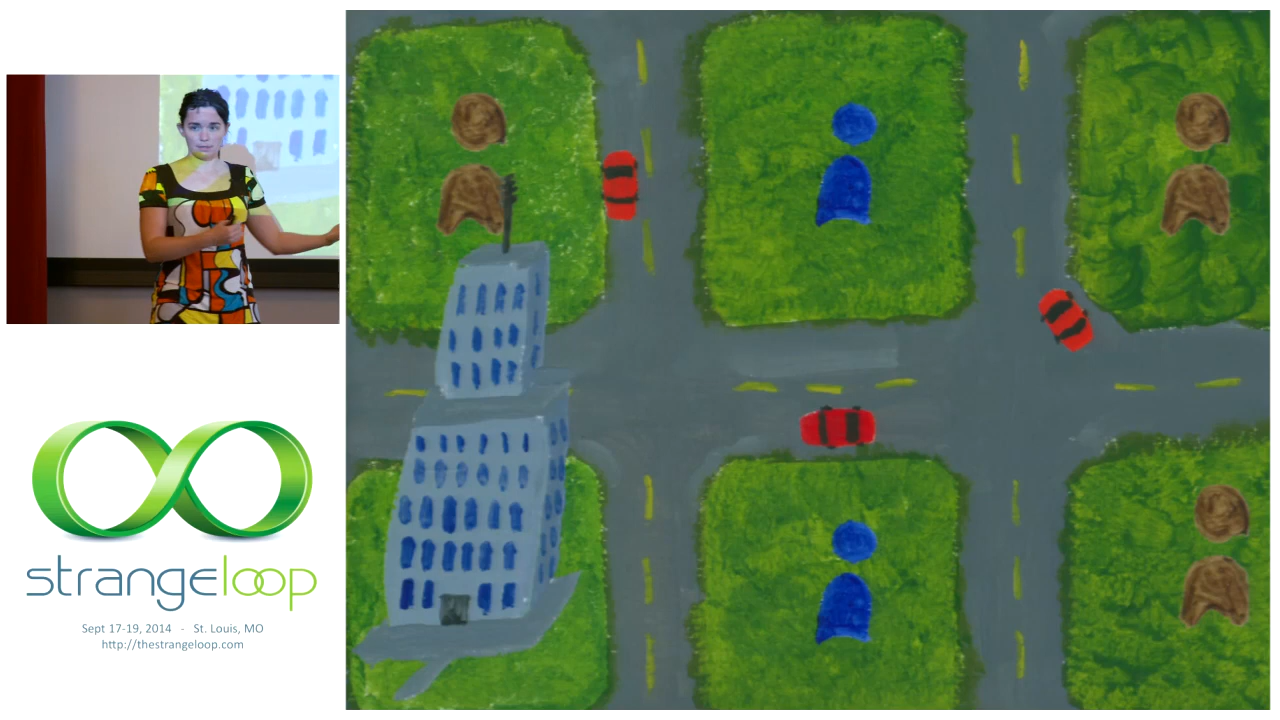 strangeloop
Sept 17-19, 2014 - St. Louis, MO
http://thestrangeloop.com